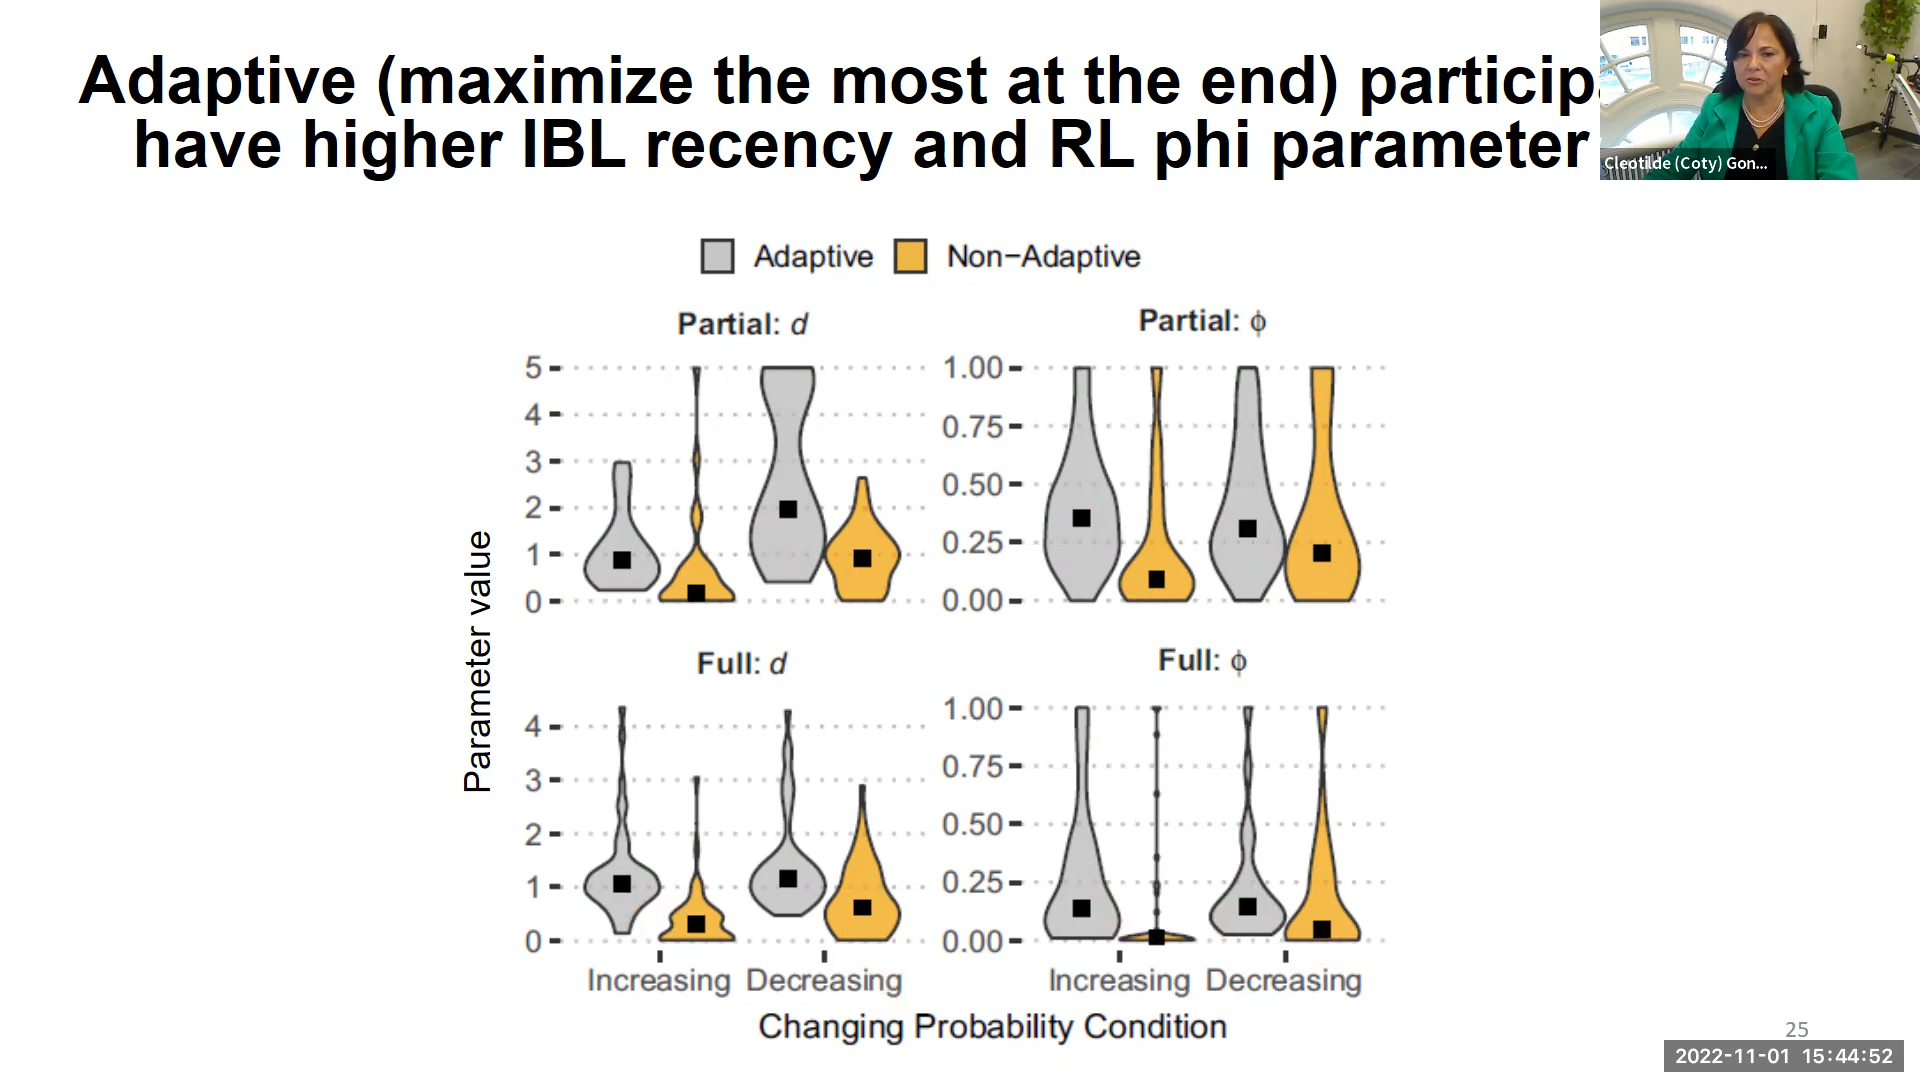 Adaptive (maximize the most at the end)
have higher IBL recency and RL phi parameter
Cleotilde (Coty) Gon...
Adaptive Non-Adaptive
Partial: d
Partial: ϕ
5
4
3
2
1
0
1.00
0.75
0.50
0.25
0.00
Parameter value
Full: d
Full: ϕ
4
3
2
1
0
1.00
0.75
0.50
0.25
0.00
Increasing Decreasing
Increasing Decreasing
Changing Probability Condition
25
2022-11-01 15:44:52